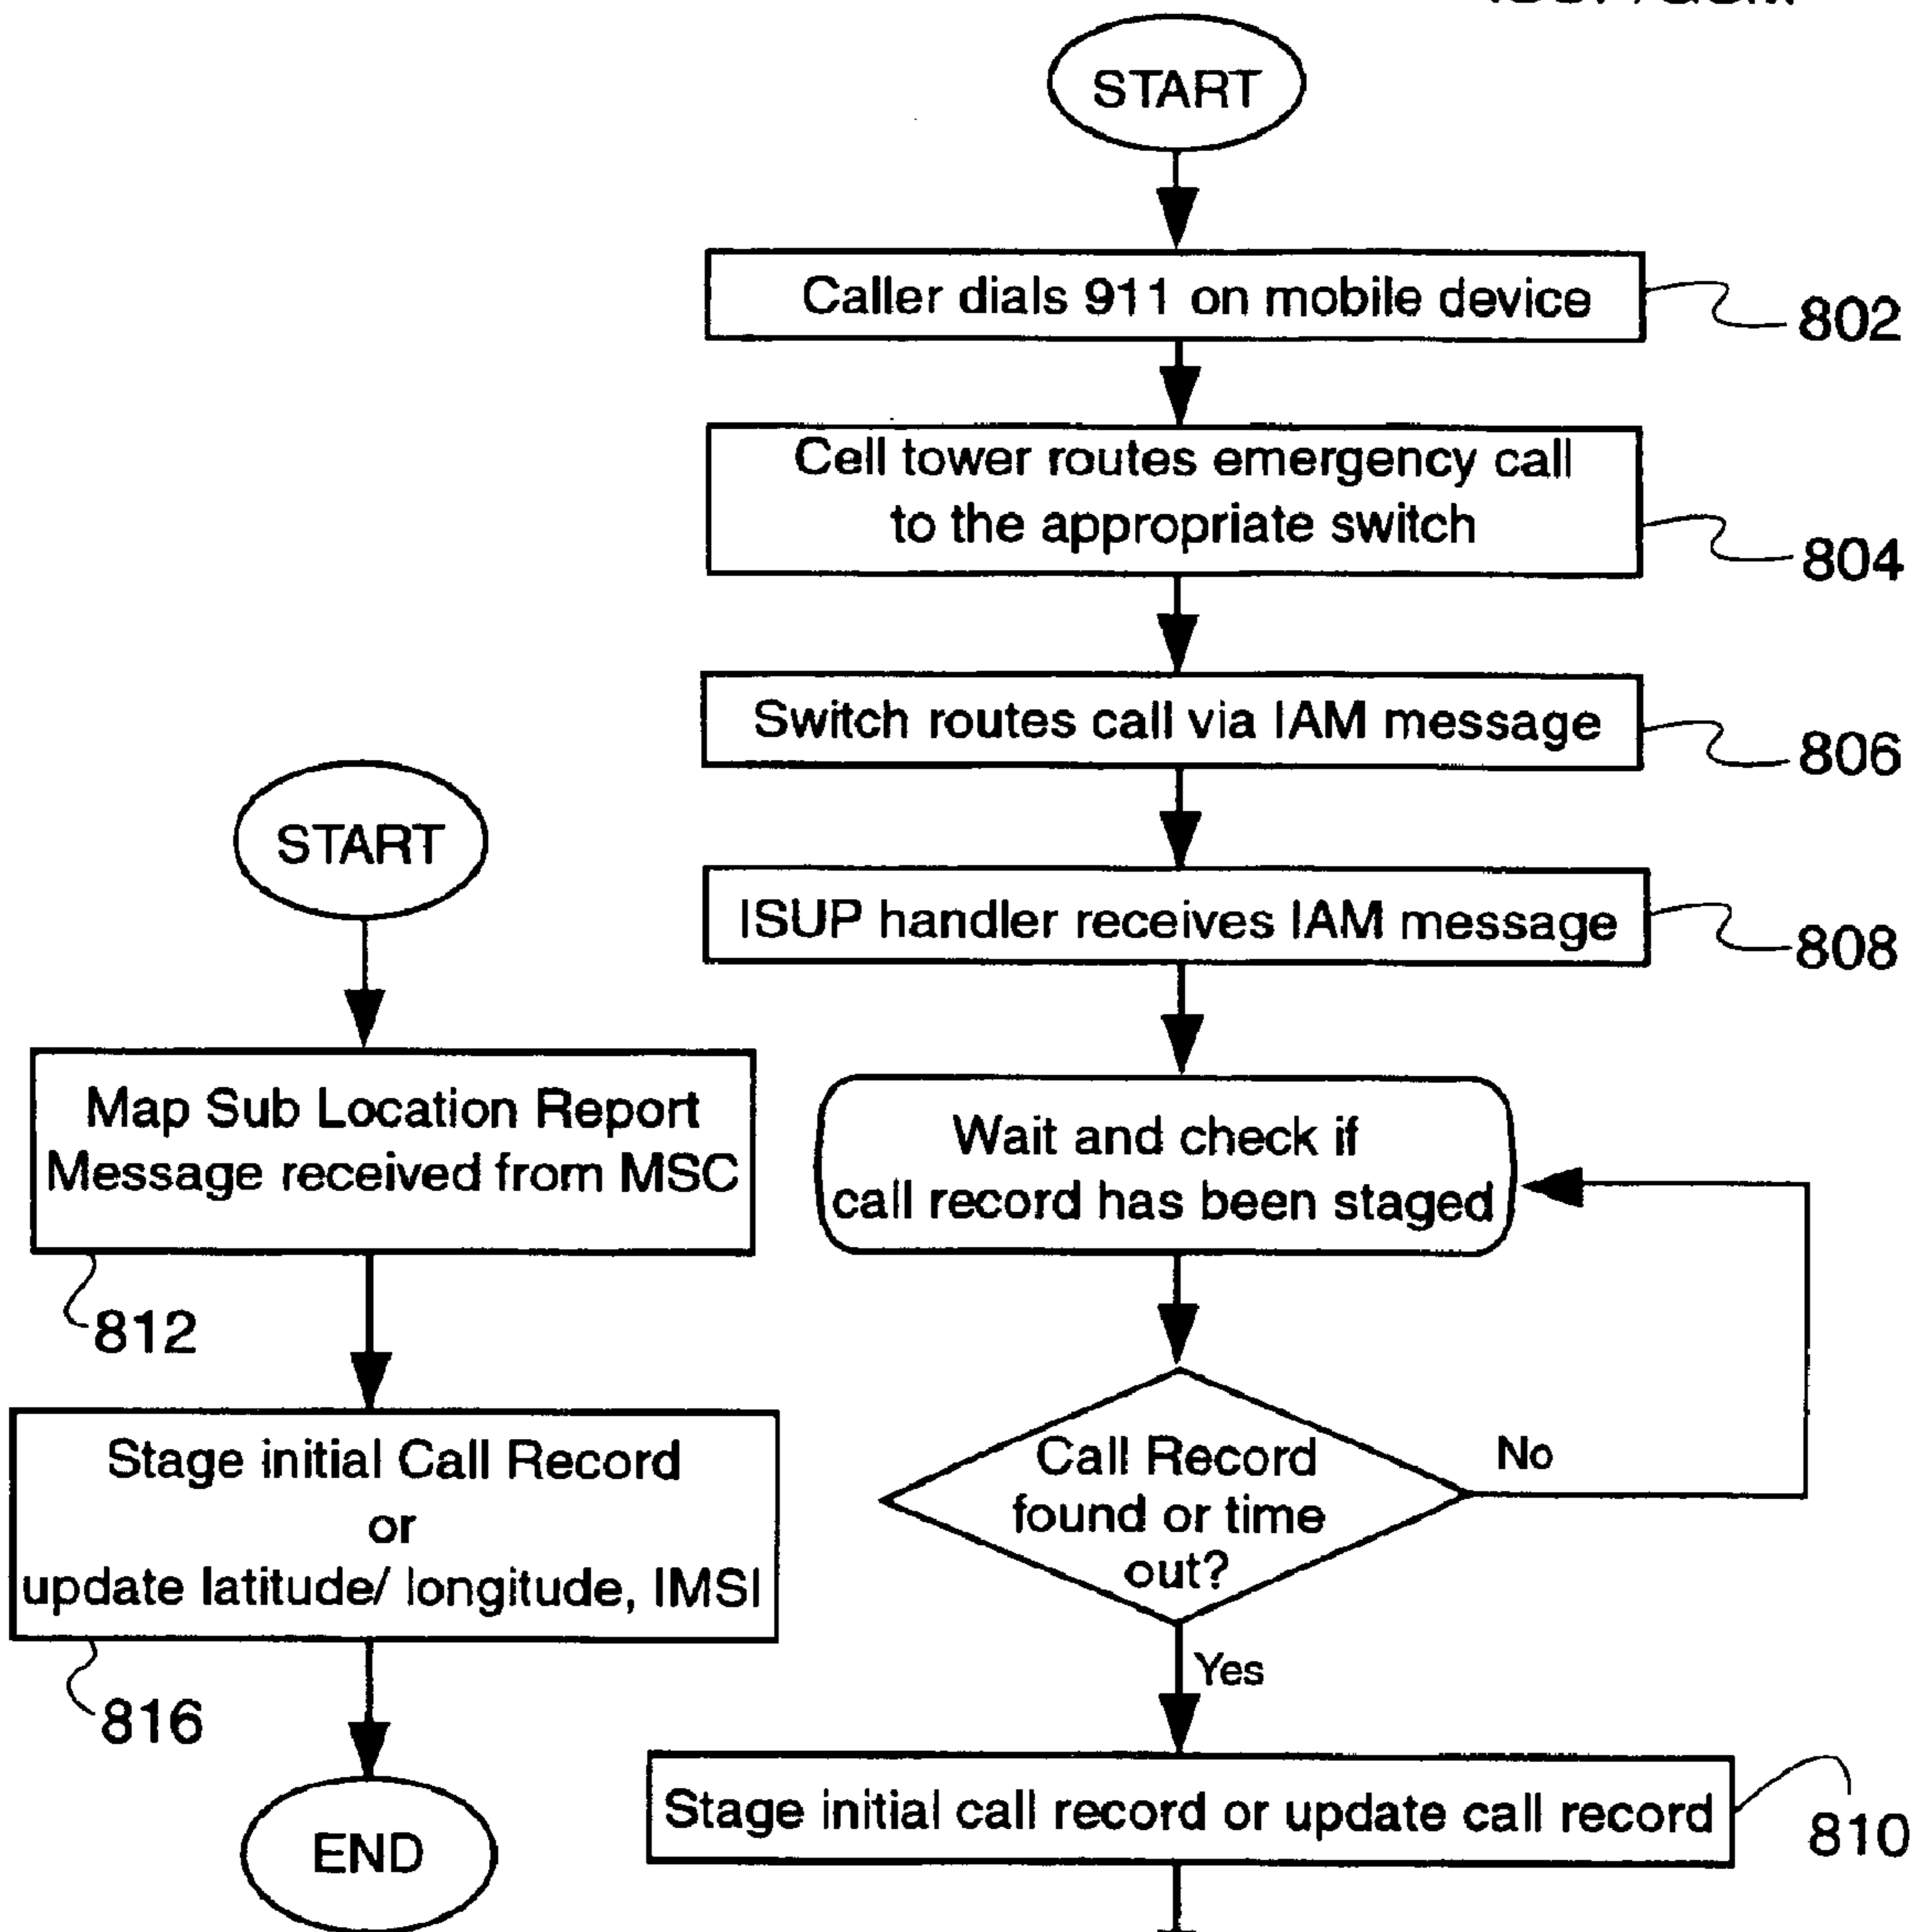 START
Caller dials 911 on mobile device
802
Cell tower routes emergency call
to the appropriate switch
804
Switch routes call via IAM message
806
START
ISUP handler receives IAM message
808
Map Sub Location Report
Message received from MSC
812
Wait and check if
call record has been staged
Stage initial Call Record
or
update latitude/ longitude, IMSI
816
Call Record
found or time
out?
No
Yes
END
Stage initial call record or update call record
810